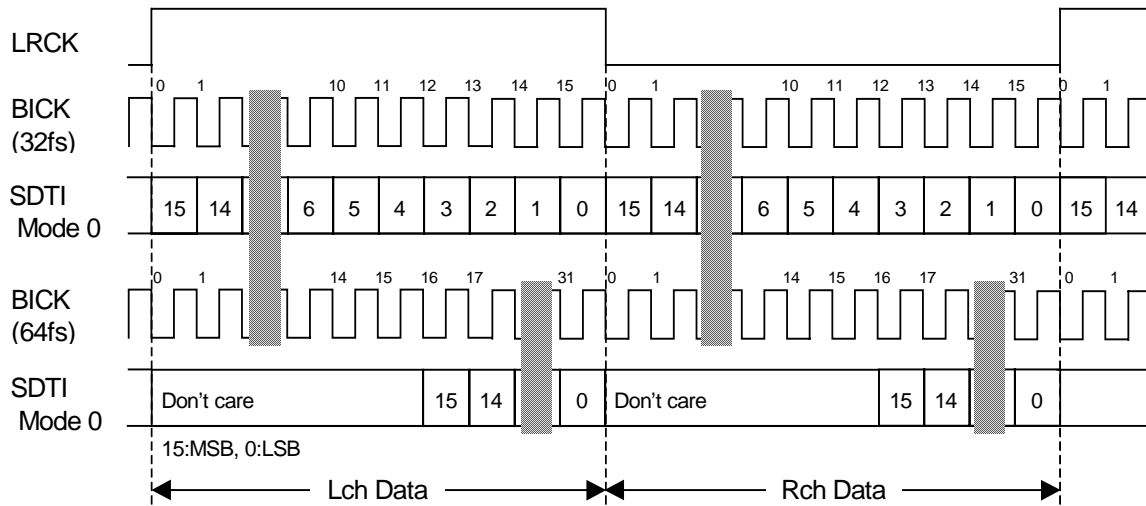 LRCK
0 1 10 11 12 13 14 15 0 1 10 11 12 13 14 15 0 1
BICK
(32fs)
SDTI
Mode 0
15 14 6 5 4 3 2 1 0 15 14 6 5 4 3 2 1 0 15 14
0 1 14 15 16 17 31 0 1 14 15 16 17 31 0 1
BICK
(64fs)
SDTI
Mode 0
Don't care 15 14 0 Don't care 15 14 0
15:MSB, 0:LSB
Lch Data Rch Data